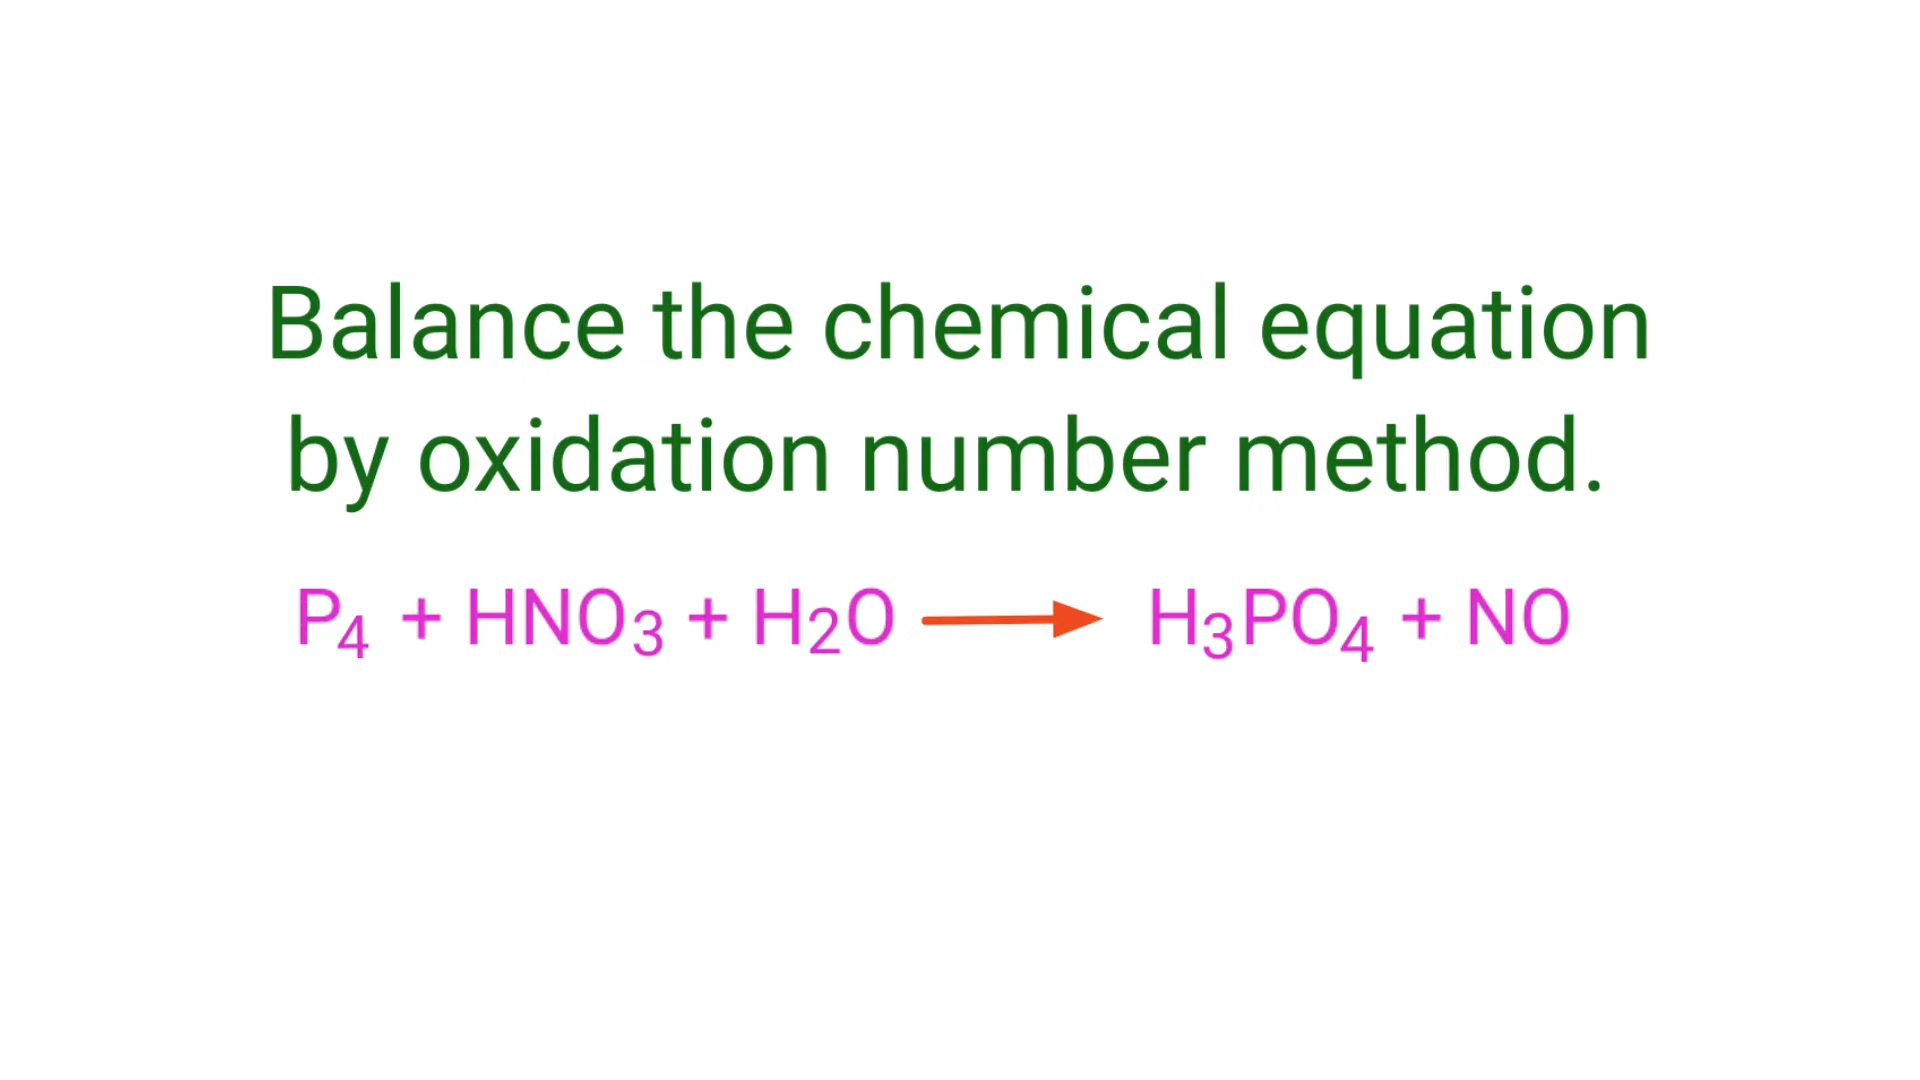 Balance the chemical equation
by oxidation number method.
P₄ + HNO₃ + H₂O ⟶ H₃PO₄ + NO